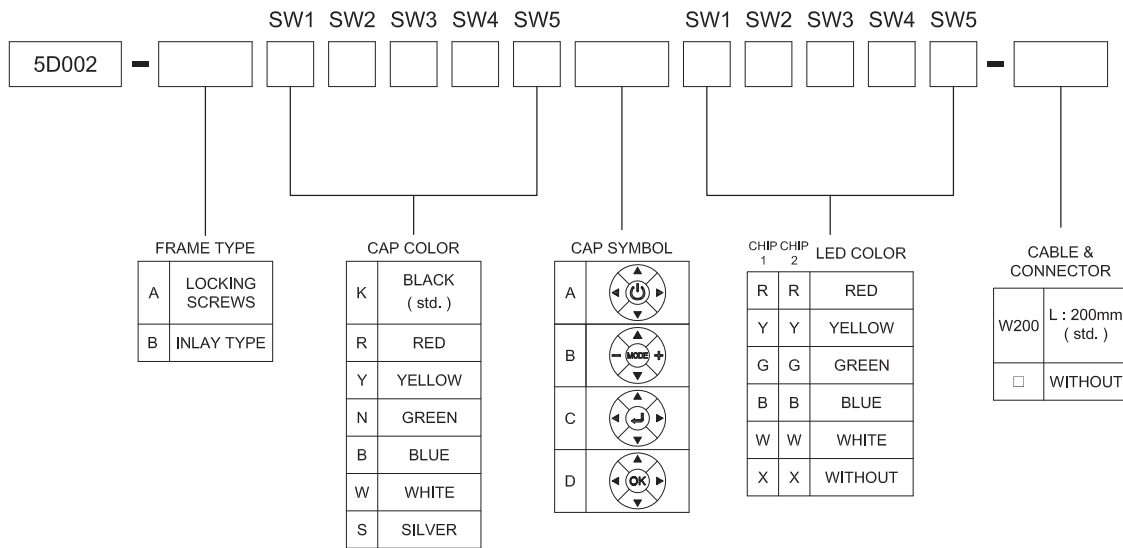 SW1 SW2 SW3 SW4 SW5 SW1 SW2 SW3 SW4 SW5
5D002 - -
FRAME TYPE
A LOCKING
SCREWS
B INLAY TYPE
CAP COLOR
K BLACK
( std. )
R RED
Y YELLOW
N GREEN
B BLUE
W WHITE
S SILVER
CAP SYMBOL
A
B - MODE +
C
D OK
CHIP CHIP LED COLOR
1 2
R R RED
Y Y YELLOW
G G GREEN
B B BLUE
W W WHITE
X X WITHOUT
CABLE &
CONNECTOR
W200 L : 200mm
( std. )
□ WITHOUT